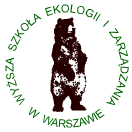 WYŻSZA SZKOŁA EKOLOGII I ZARZĄDZANIA
W WARSZAWIE